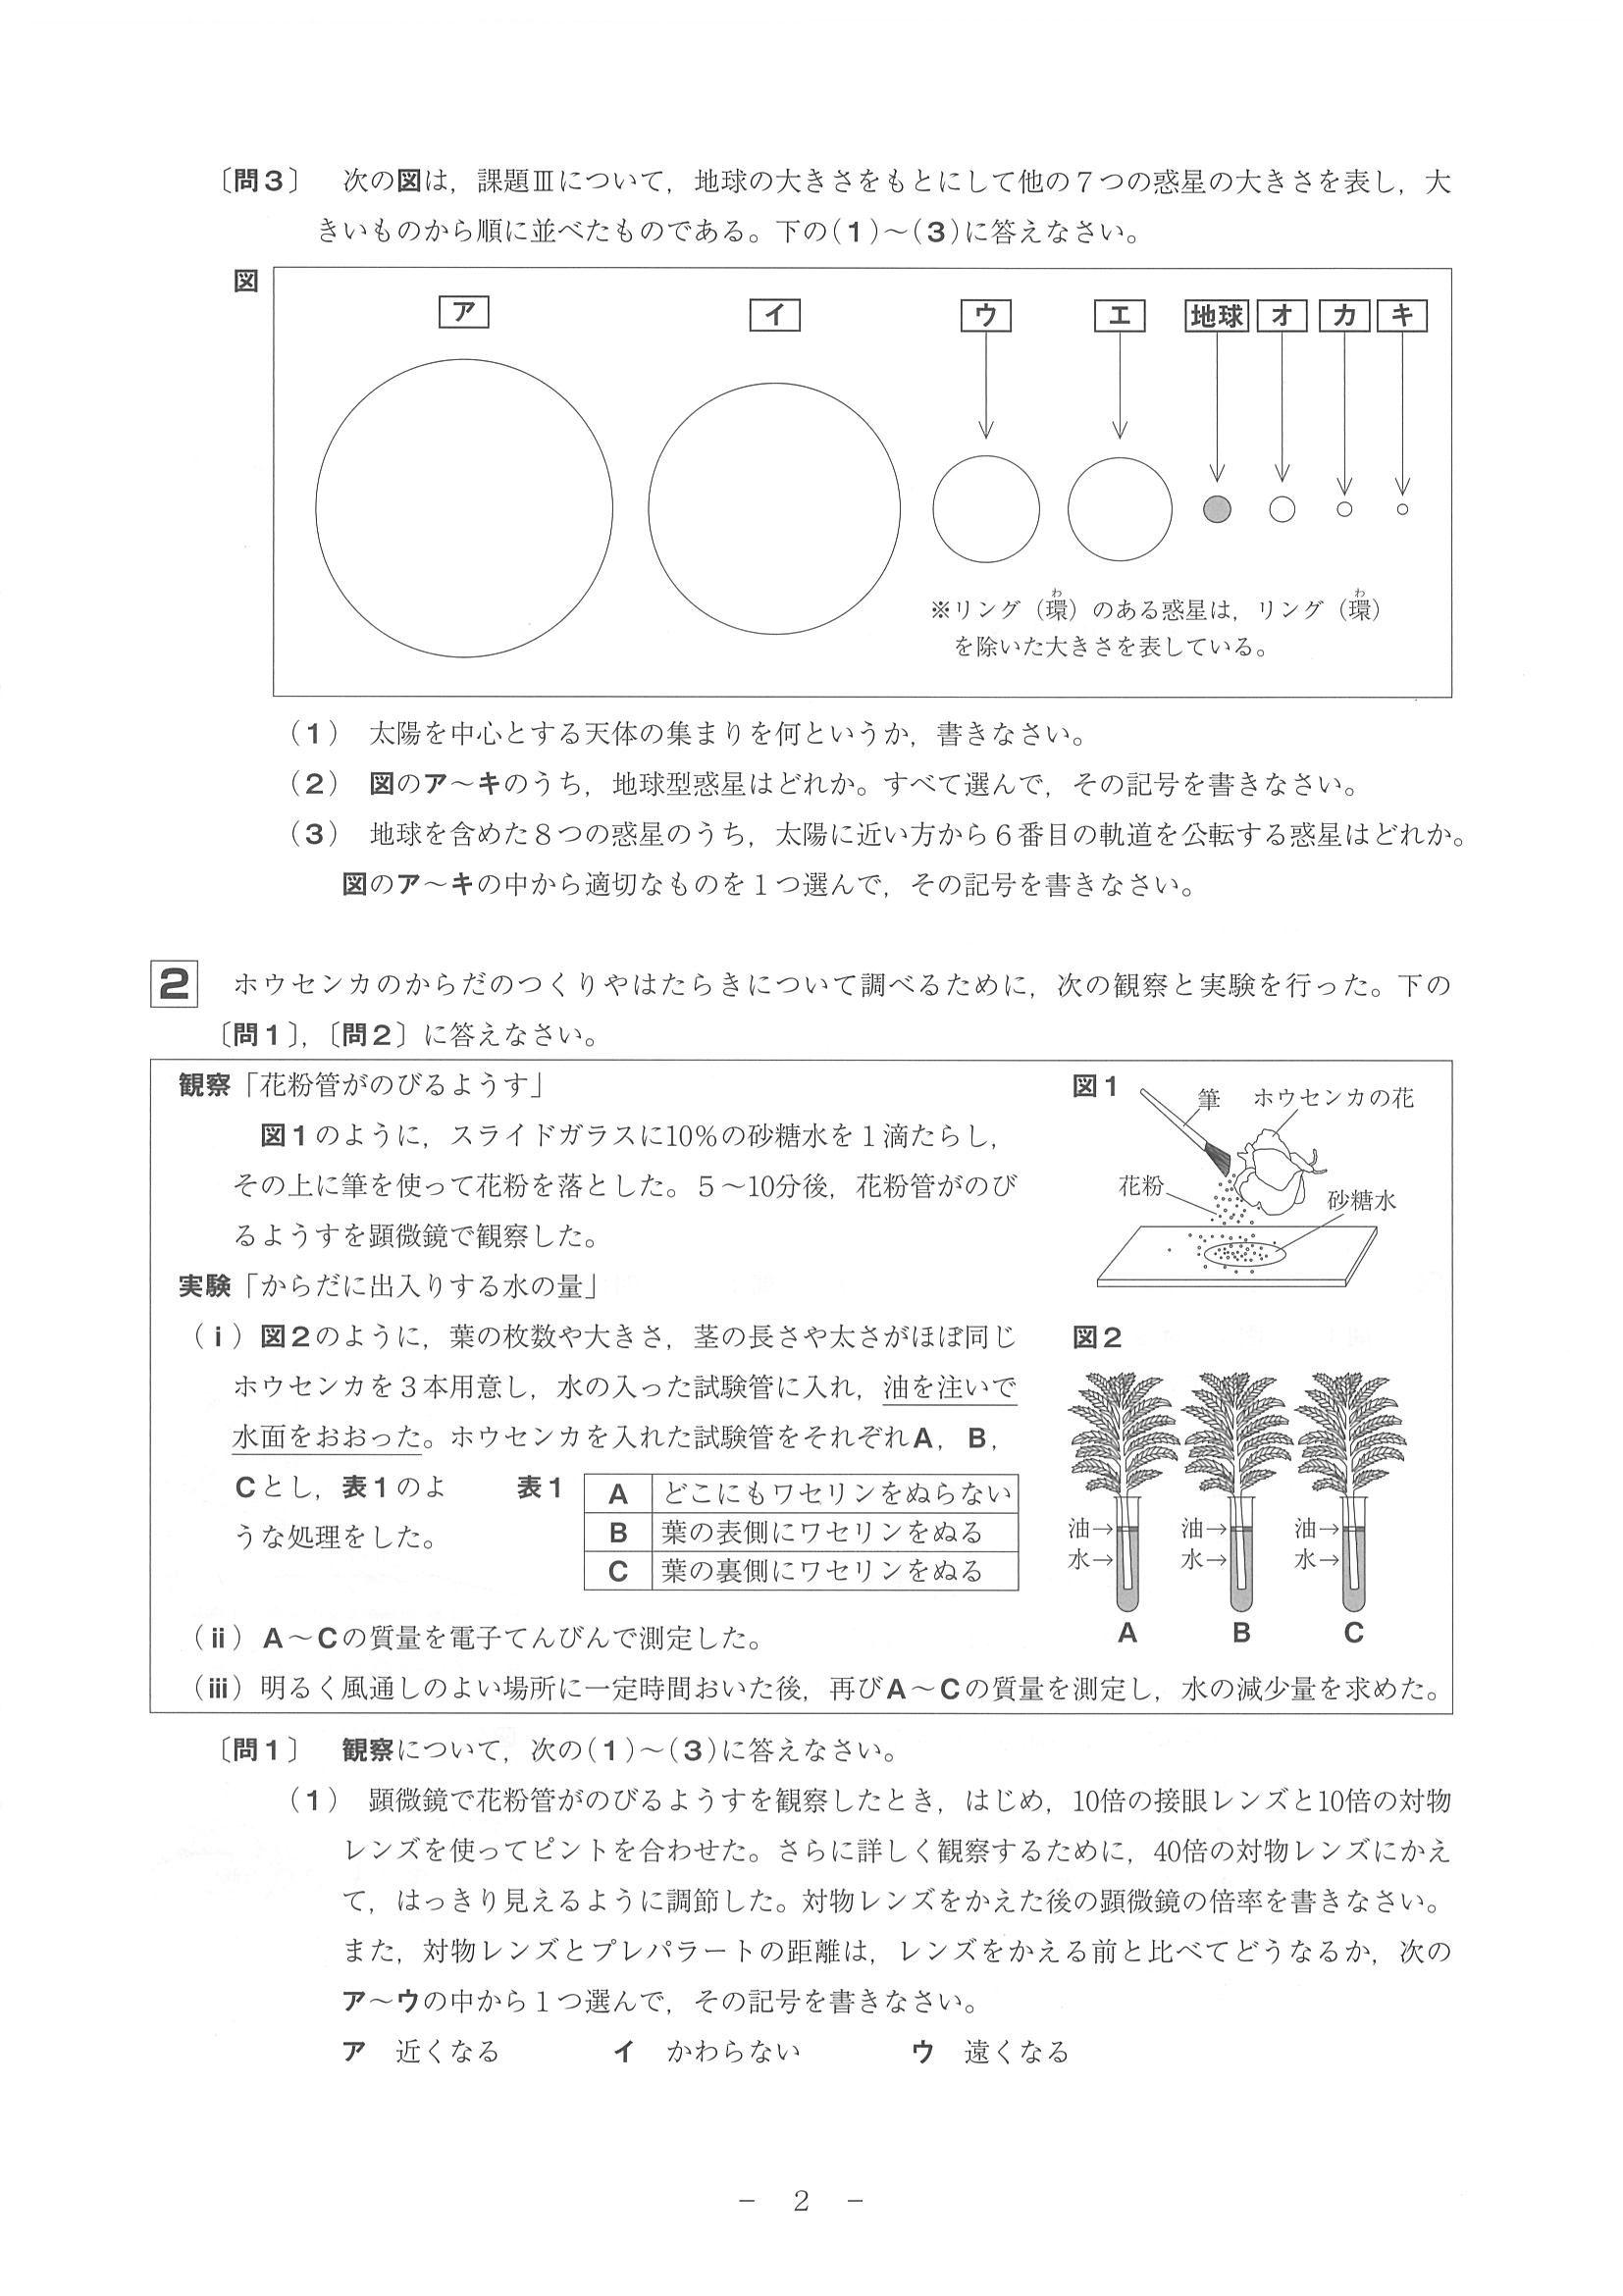 〔問３〕　次の図は，課題Ⅲについて，地球の大きさをもとにして他の７つの惑星の大きさを表し，大
きいものから順に並べたものである。下の(１)～(３)に答えなさい。
図
ア　イ　ウ　エ　地球　オ　カ　キ
※リング（環）のある惑星は，リング（環）
わ　わ
を除いた大きさを表している。
(１)　太陽を中心とする天体の集まりを何というか，書きなさい。
(２)　図のア～キのうち，地球型惑星はどれか。すべて選んで，その記号を書きなさい。
(３)　地球を含めた８つの惑星のうち，太陽に近い方から６番目の軌道を公転する惑星はどれか。
図のア～キの中から適切なものを１つ選んで，その記号を書きなさい。
２　ホウセンカのからだのつくりやはたらきについて調べるために，次の観察と実験を行った。下の
〔問１〕，〔問２〕に答えなさい。
観察「花粉管がのびるようす」
図１のように，スライドガラスに10％の砂糖水を１滴たらし，
その上に筆を使って花粉を落とした。５～10分後，花粉管がのび
るようすを顕微鏡で観察した。
図１
筆　ホウセンカの花
花粉
砂糖水
実験「からだに出入りする水の量」
(ⅰ) 図２のように，葉の枚数や大きさ，茎の長さや太さがほぼ同じ
ホウセンカを３本用意し，水の入った試験管に入れ，油を注いで
水面をおおった。ホウセンカを入れた試験管をそれぞれＡ，Ｂ，
Ｃとし，表１のよ
うな処理をした。
表１
Ａ　どこにもワセリンをぬらない
Ｂ　葉の表側にワセリンをぬる
Ｃ　葉の裏側にワセリンをぬる
図２
油→　油→　油→
水→　水→　水→
Ａ　Ｂ　Ｃ
(ⅱ) Ａ～Ｃの質量を電子てんびんで測定した。
(ⅲ) 明るく風通しのよい場所に一定時間おいた後，再びＡ～Ｃの質量を測定し，水の減少量を求めた。
〔問１〕　観察について，次の(１)～(３)に答えなさい。
(１)　顕微鏡で花粉管がのびるようすを観察したとき，はじめ，10倍の接眼レンズと10倍の対物
レンズを使ってピントを合わせた。さらに詳しく観察するために，40倍の対物レンズにかえ
て，はっきり見えるように調節した。対物レンズをかえた後の顕微鏡の倍率を書きなさい。
また，対物レンズとプレパラートの距離は，レンズをかえる前と比べてどうなるか，次の
ア～ウの中から１つ選んで，その記号を書きなさい。
ア　近くなる　イ　かわらない　ウ　遠くなる
－　２　－